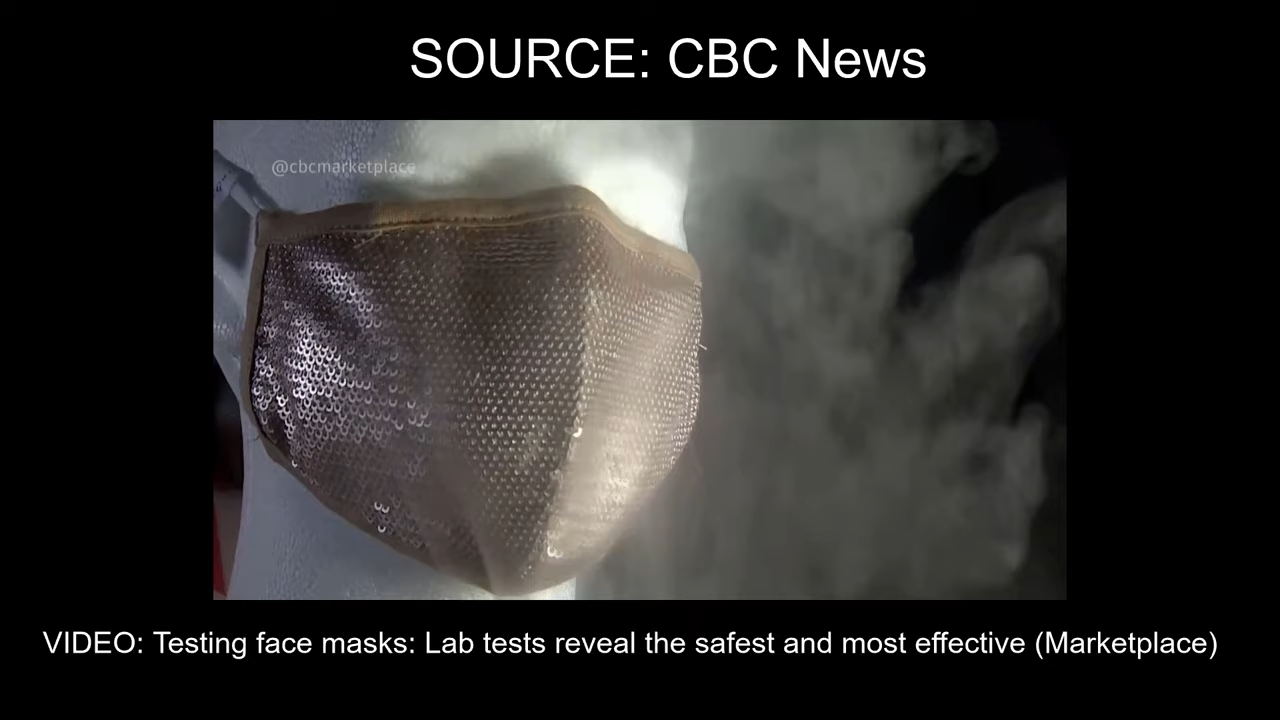 SOURCE: CBC News
@cbcmarketplace
VIDEO: Testing face masks: Lab tests reveal the safest and most effective (Marketplace)